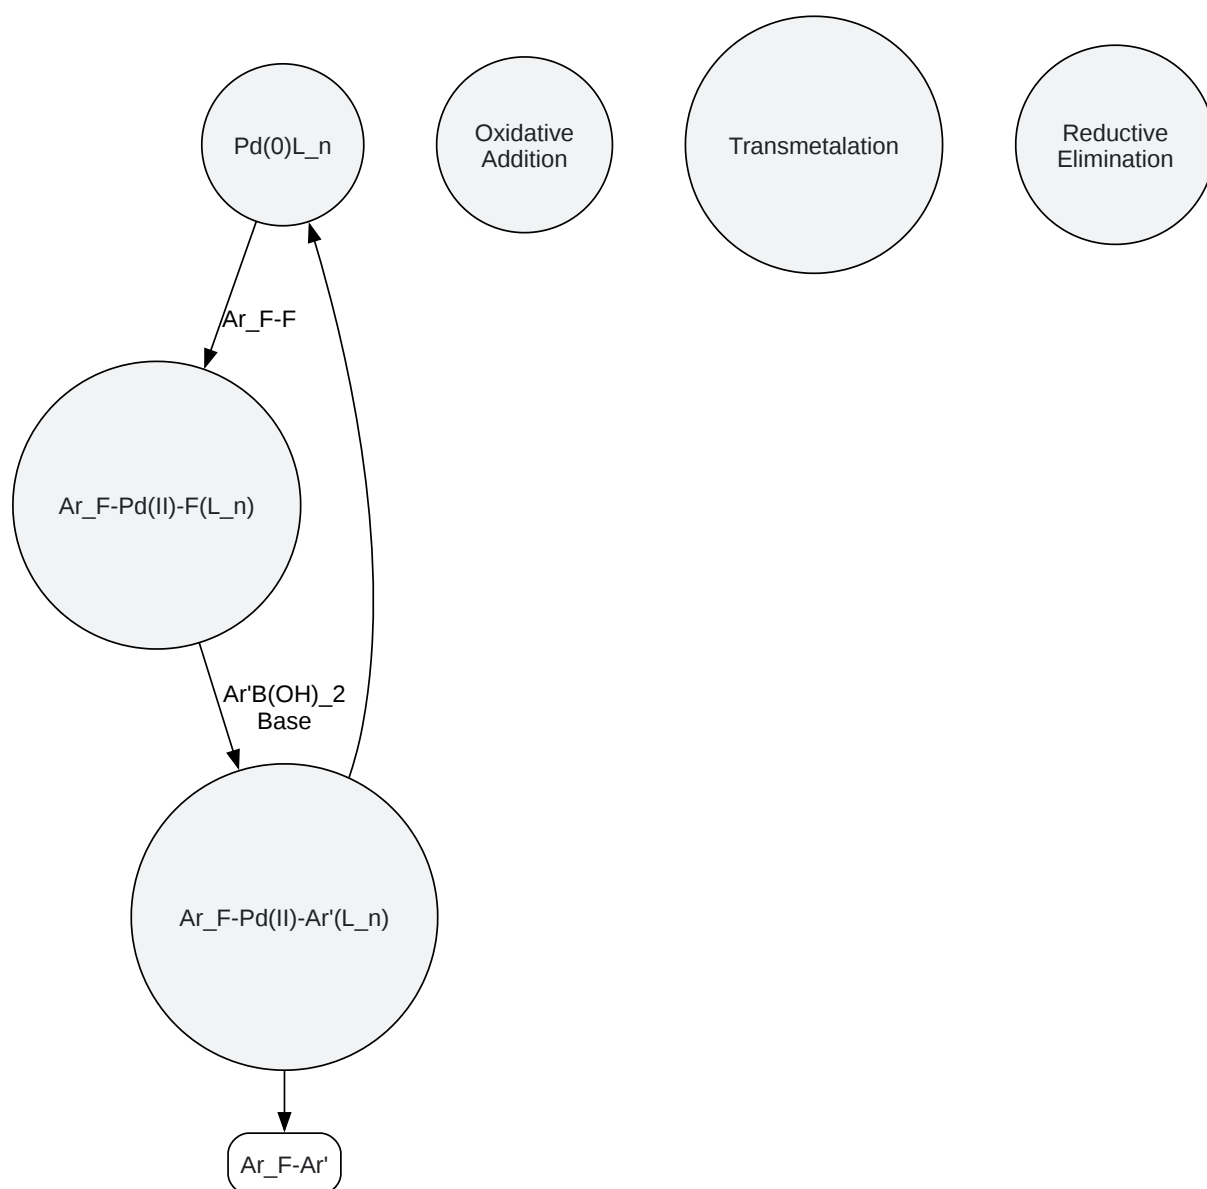 Pd(0)L_n
Oxidative
Addition
Transmetalation
Reductive
Elimination
Ar_F-F
Ar_F-Pd(II)-F(L_n)
Ar'B(OH)_2
Base
Ar_F-Pd(II)-Ar'(L_n)
Ar_F-Ar'